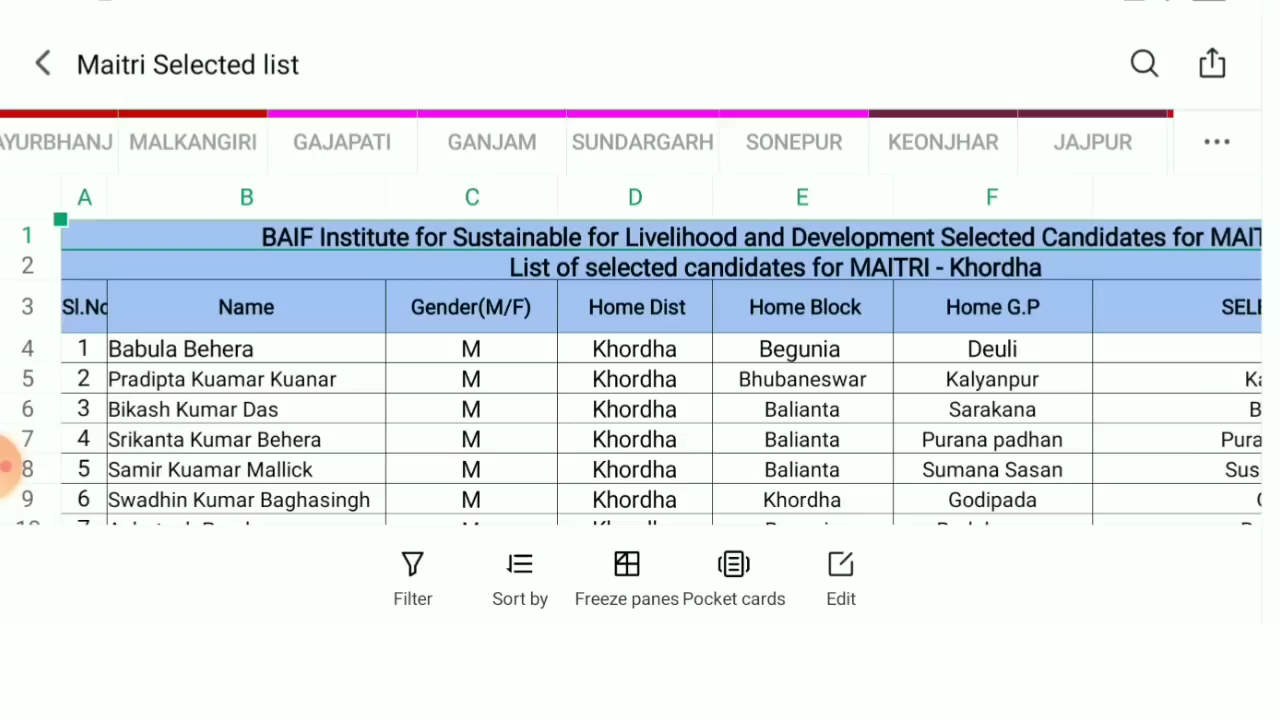 Maitri Selected list
AYURBHANJ MALKANGIRI GAJAPATI GANJAM SUNDARGARH SONEPUR KEONJHAR JAJPUR ...
A B C D E F
1 BAIF Institute for Sustainable for Livelihood and Development Selected Candidates for MAIT
2 List of selected candidates for MAITRI - Khordha
3 Sl.No Name Gender(M/F) Home Dist Home Block Home G.P SELE
4 1 Babula Behera M Khordha Begunia Deuli
5 2 Pradipta Kuamar Kuanar M Khordha Bhubaneswar Kalyanpur Ka
6 3 Bikash Kumar Das M Khordha Balianta Sarakana B
7 4 Srikanta Kumar Behera M Khordha Balianta Purana padhan Pura
8 5 Samir Kuamar Mallick M Khordha Balianta Sumana Sasan Sus
9 6 Swadhin Kumar Baghasingh M Khordha Khordha Godipada
Filter Sort by Freeze panes Pocket cards Edit